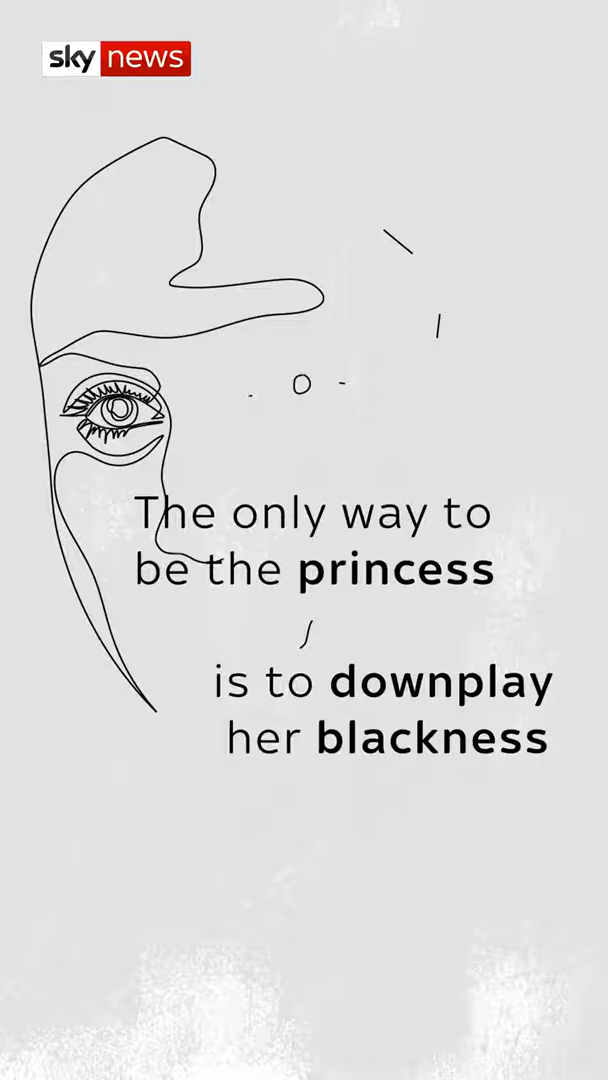 sky news
The only way to
be the princess
is to downplay
her blackness